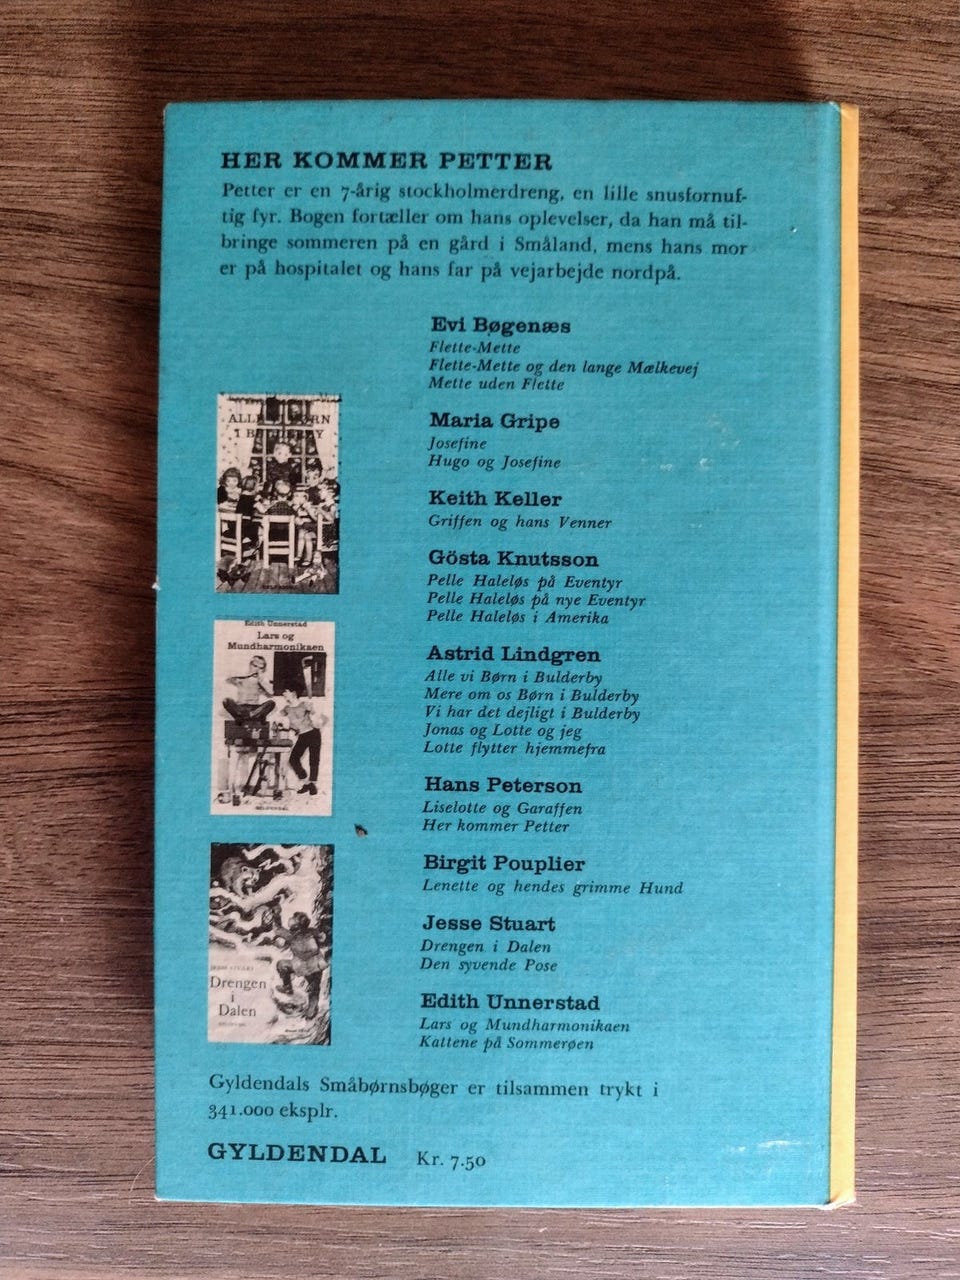 HER KOMMER PETTER
Petter er en 7-årig stockholmerdreng, en lille snusfornuf-
tig fyr. Bogen fortæller om hans oplevelser, da han må til-
bringe sommeren på en gård i Småland, mens hans mor
er på hospitalet og hans far på vejarbejde nordpå.
Evi Bøgenæs
Flette-Mette
Flette-Mette og den lange Mælkevej
Mette uden Flette
Maria Gripe
Josefine
Hugo og Josefine
Keith Keller
Griffen og hans Venner
Gösta Knutsson
Pelle Haleløs på Eventyr
Pelle Haleløs på nye Eventyr
Pelle Haleløs i Amerika
Astrid Lindgren
Alle vi Børn i Bulderby
Mere om os Børn i Bulderby
Vi har det dejligt i Bulderby
Jonas og Lotte og jeg
Lotte flytter hjemmefra
Hans Peterson
Liselotte og Garaffen
Her kommer Petter
Birgit Pouplier
Lenette og hendes grimme Hund
Jesse Stuart
Drengen i Dalen
Den syvende Pose
Edith Unnerstad
Lars og Mundharmonikaen
Kattene på Sommerøen
Edith Unnerstad
Lars og
Mundharmonikaen
GYLDENDAL
JESSE STUART
Drengen
i
Dalen
Gyldendals Småbørnsbøger er tilsammen trykt i
341.000 eksplr.
GYLDENDAL Kr. 7.50